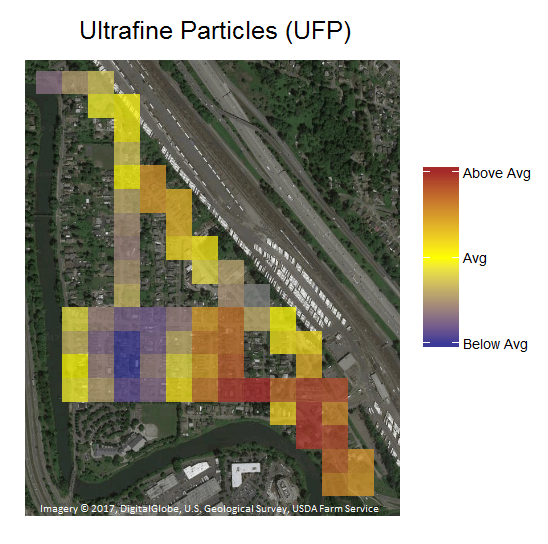 Ultrafine Particles (UFP)
Above Avg
Avg
Below Avg
Imagery © 2017, DigitalGlobe, U.S. Geological Survey, USDA Farm Service